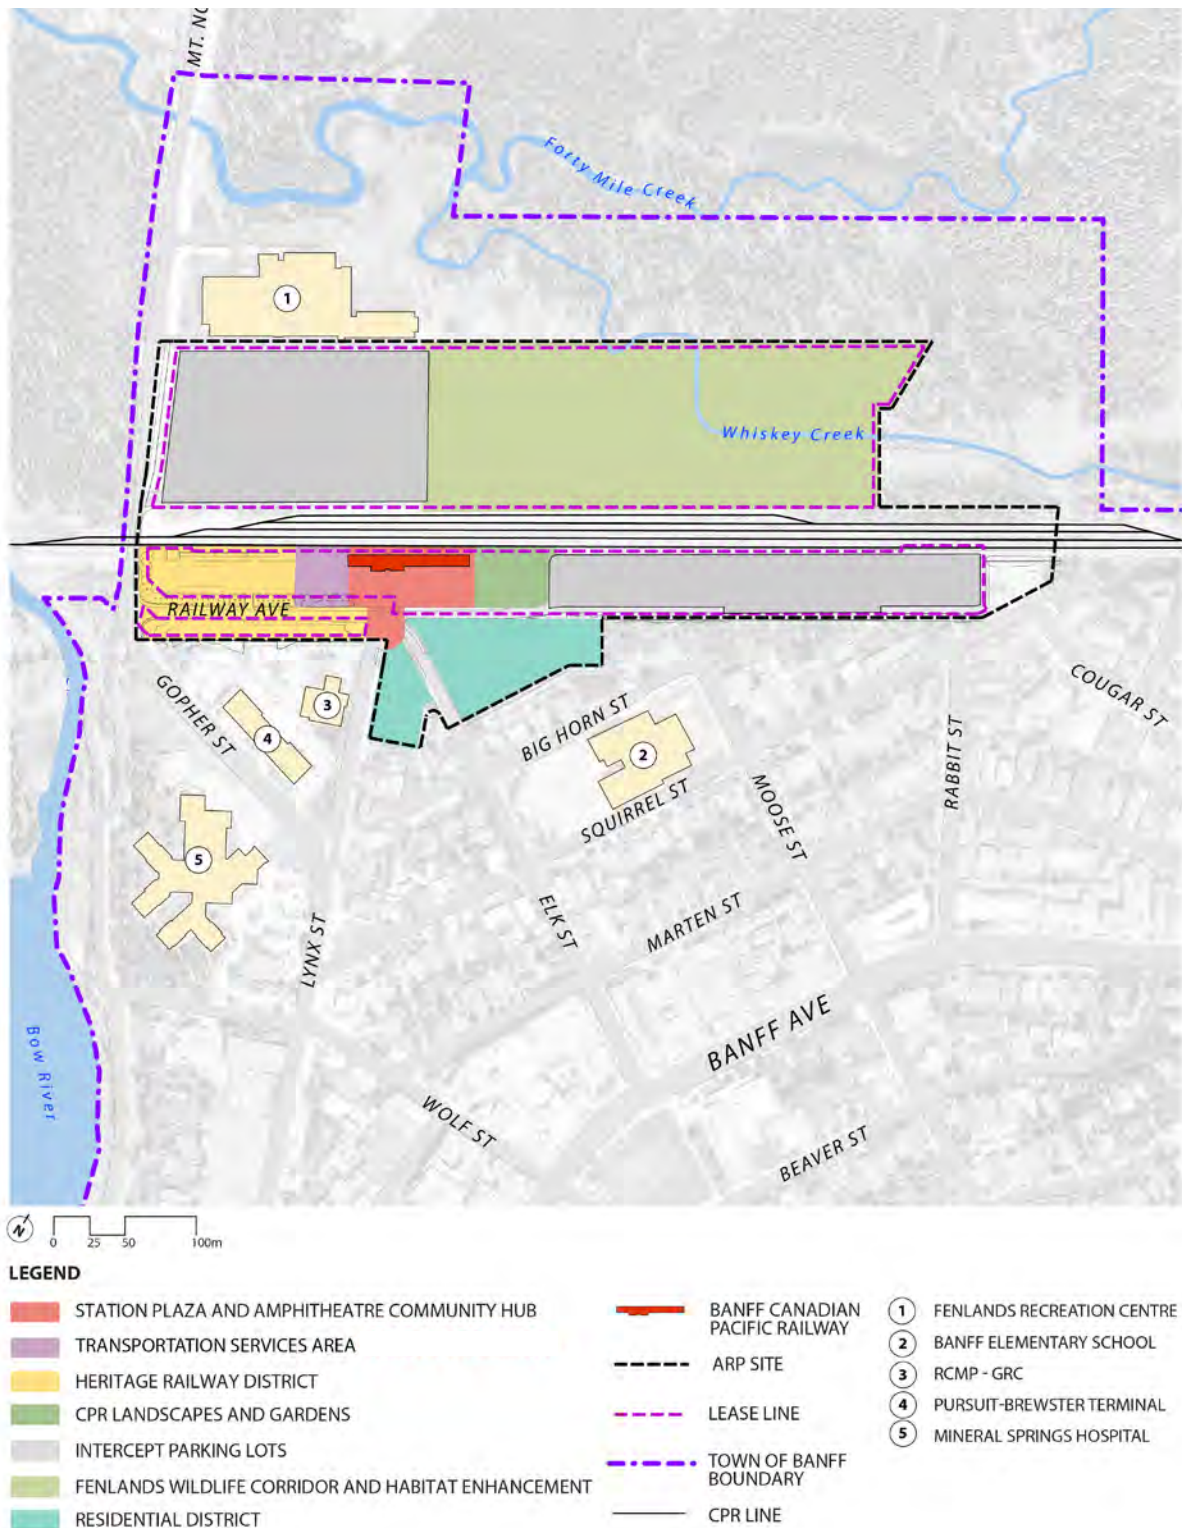 MT. NO
Forty Mile Creek
1
Whiskey Creek
RAILWAY AVE
GOPHER ST
3
4
BIG HORN ST
2
COUGAR ST
RABBIT ST
SQUIRREL ST
MOOSE ST
5
ELK ST
MARTEN ST
LYNX ST
BANFF AVE
Bow River
WOLF ST
BEAVER ST
N
0 25 50 100m
LEGEND
STATION PLAZA AND AMPHITHEATRE COMMUNITY HUB
TRANSPORTATION SERVICES AREA
HERITAGE RAILWAY DISTRICT
CPR LANDSCAPES AND GARDENS
INTERCEPT PARKING LOTS
FENLANDS WILDLIFE CORRIDOR AND HABITAT ENHANCEMENT
RESIDENTIAL DISTRICT
BANFF CANADIAN
PACIFIC RAILWAY
ARP SITE
LEASE LINE
TOWN OF BANFF
BOUNDARY
CPR LINE
1 FENLANDS RECREATION CENTRE
2 BANFF ELEMENTARY SCHOOL
3 RCMP - GRC
4 PURSUIT-BREWSTER TERMINAL
5 MINERAL SPRINGS HOSPITAL